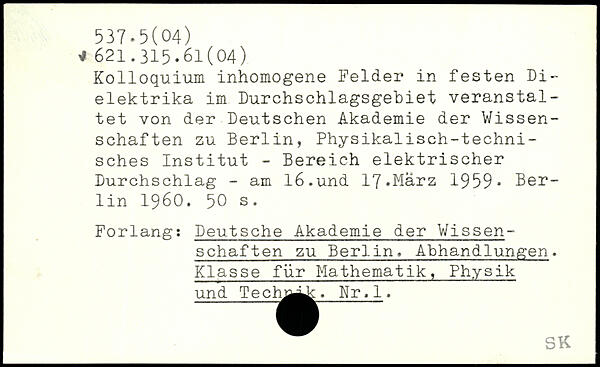 537.5(04)
621.315.61(04)
Kolloquium inhomogene Felder in festen Di-
elektrika im Durchschlagsgebiet veranstal-
tet von der Deutschen Akademie der Wissen-
schaften zu Berlin, Physikalisch-techni-
sches Institut - Bereich elektrischer
Durchschlag - am 16.und 17.März 1959. Ber-
lin 1960. 50 s.
Forlang: Deutsche Akademie der Wissen-
schaften zu Berlin. Abhandlungen.
Klasse für Mathematik, Physik
und Technik. Nr.1.
SK